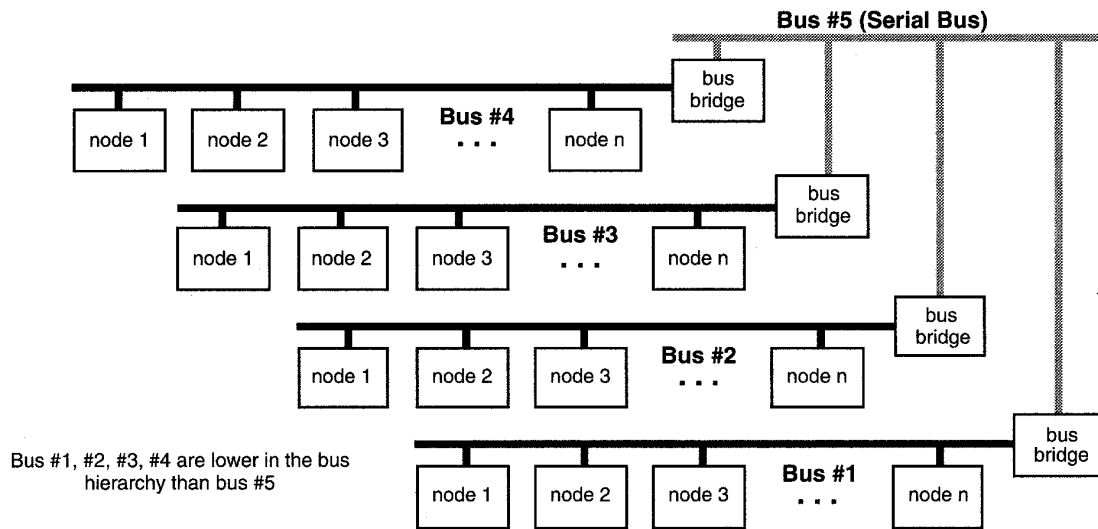 Bus #5 (Serial Bus)
bus
bridge
node 1
node 2
node 3
Bus #4
. . .
node n
bus
bridge
node 1
node 2
node 3
Bus #3
. . .
node n
bus
bridge
node 1
node 2
node 3
Bus #2
. . .
node n
bus
bridge
node 1
node 2
node 3
Bus #1
. . .
node n
Bus #1, #2, #3, #4 are lower in the bus
hierarchy than bus #5